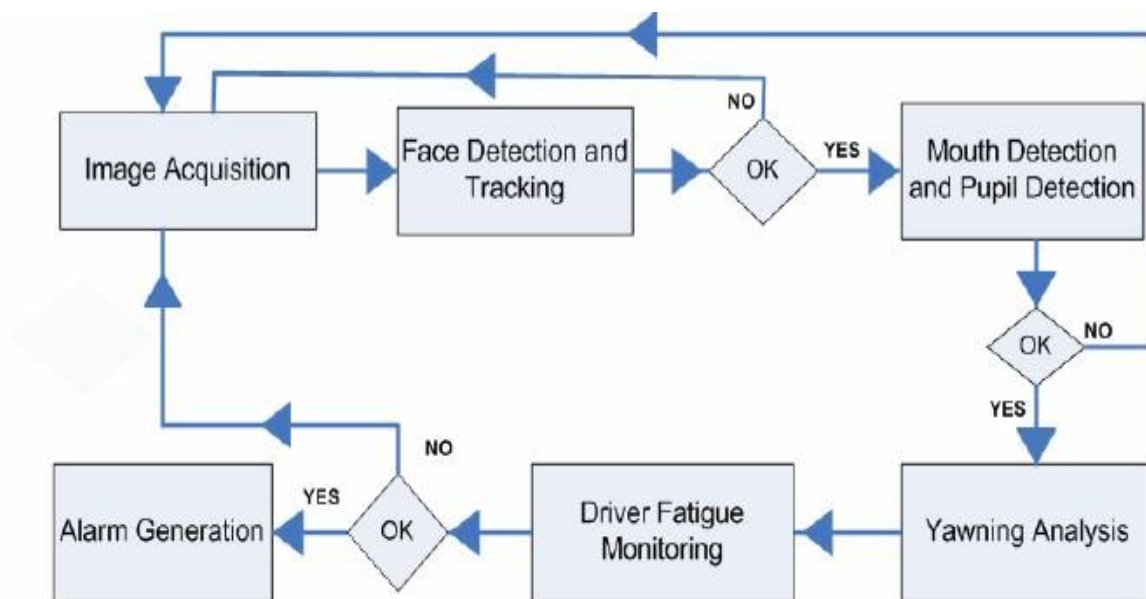 NO
Image Acquisition
Face Detection and
Tracking
OK
YES
Mouth Detection
and Pupil Detection
OK
NO
YES
NO
Alarm Generation
YES
OK
Driver Fatigue
Monitoring
Yawning Analysis